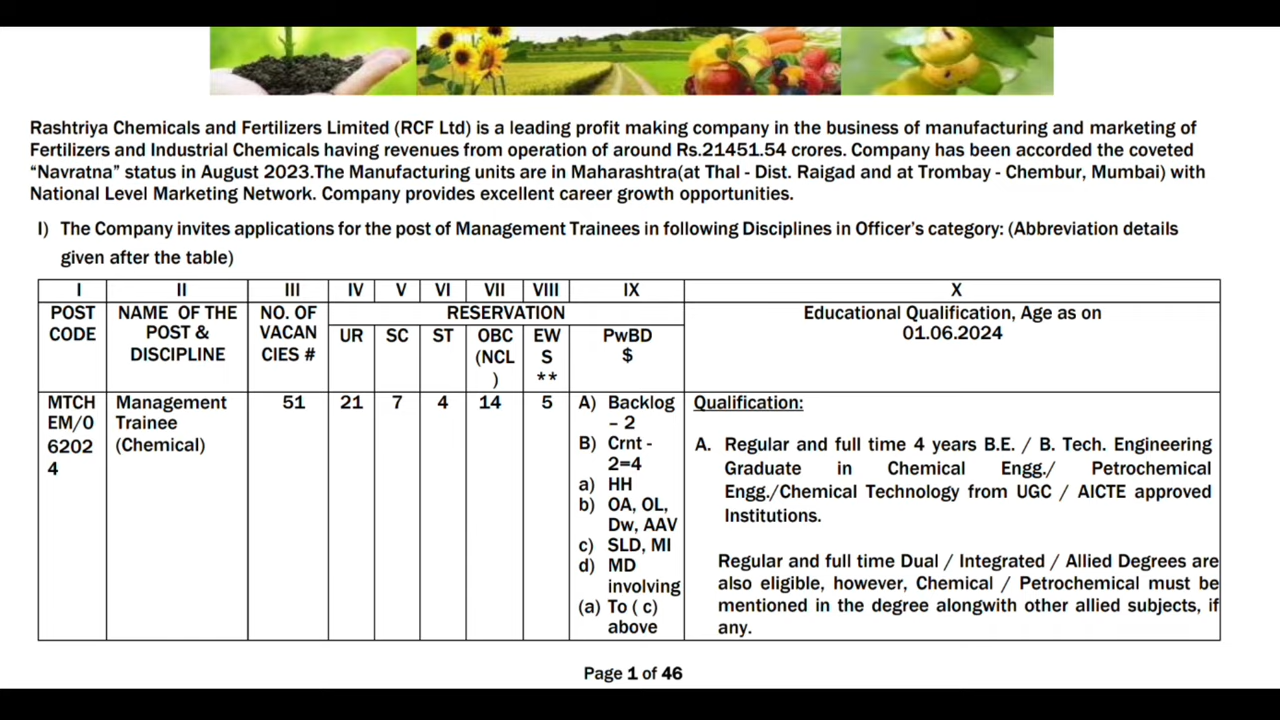 Rashtriya Chemicals and Fertilizers Limited (RCF Ltd) is a leading profit making company in the business of manufacturing and marketing of
Fertilizers and Industrial Chemicals having revenues from operation of around Rs.21451.54 crores. Company has been accorded the coveted
“Navratna” status in August 2023.The Manufacturing units are in Maharashtra(at Thal - Dist. Raigad and at Trombay - Chembur, Mumbai) with
National Level Marketing Network. Company provides excellent career growth opportunities.
I) The Company invites applications for the post of Management Trainees in following Disciplines in Officer’s category: (Abbreviation details
given after the table)
I II III IV V VI VII VIII IX X
POST
CODE
NAME OF THE
POST &
DISCIPLINE
NO. OF
VACAN
CIES #
RESERVATION
UR SC ST
OBC
(NCL
)
EW
S
**
PwBD
$
Educational Qualification, Age as on
01.06.2024
MTCH
EM/0
6202
4
Management
Trainee
(Chemical)
51 21 7 4 14 5
A) Backlog
– 2
B) Crnt -
2=4
a) HH
b) OA, OL,
Dw, AAV
c) SLD, MI
d) MD
involving
(a) To ( c)
above
Qualification:
A. Regular and full time 4 years B.E. / B. Tech. Engineering
Graduate in Chemical Engg./ Petrochemical
Engg./Chemical Technology from UGC / AICTE approved
Institutions.
Regular and full time Dual / Integrated / Allied Degrees are
also eligible, however, Chemical / Petrochemical must be
mentioned in the degree alongwith other allied subjects, if
any.
Page 1 of 46